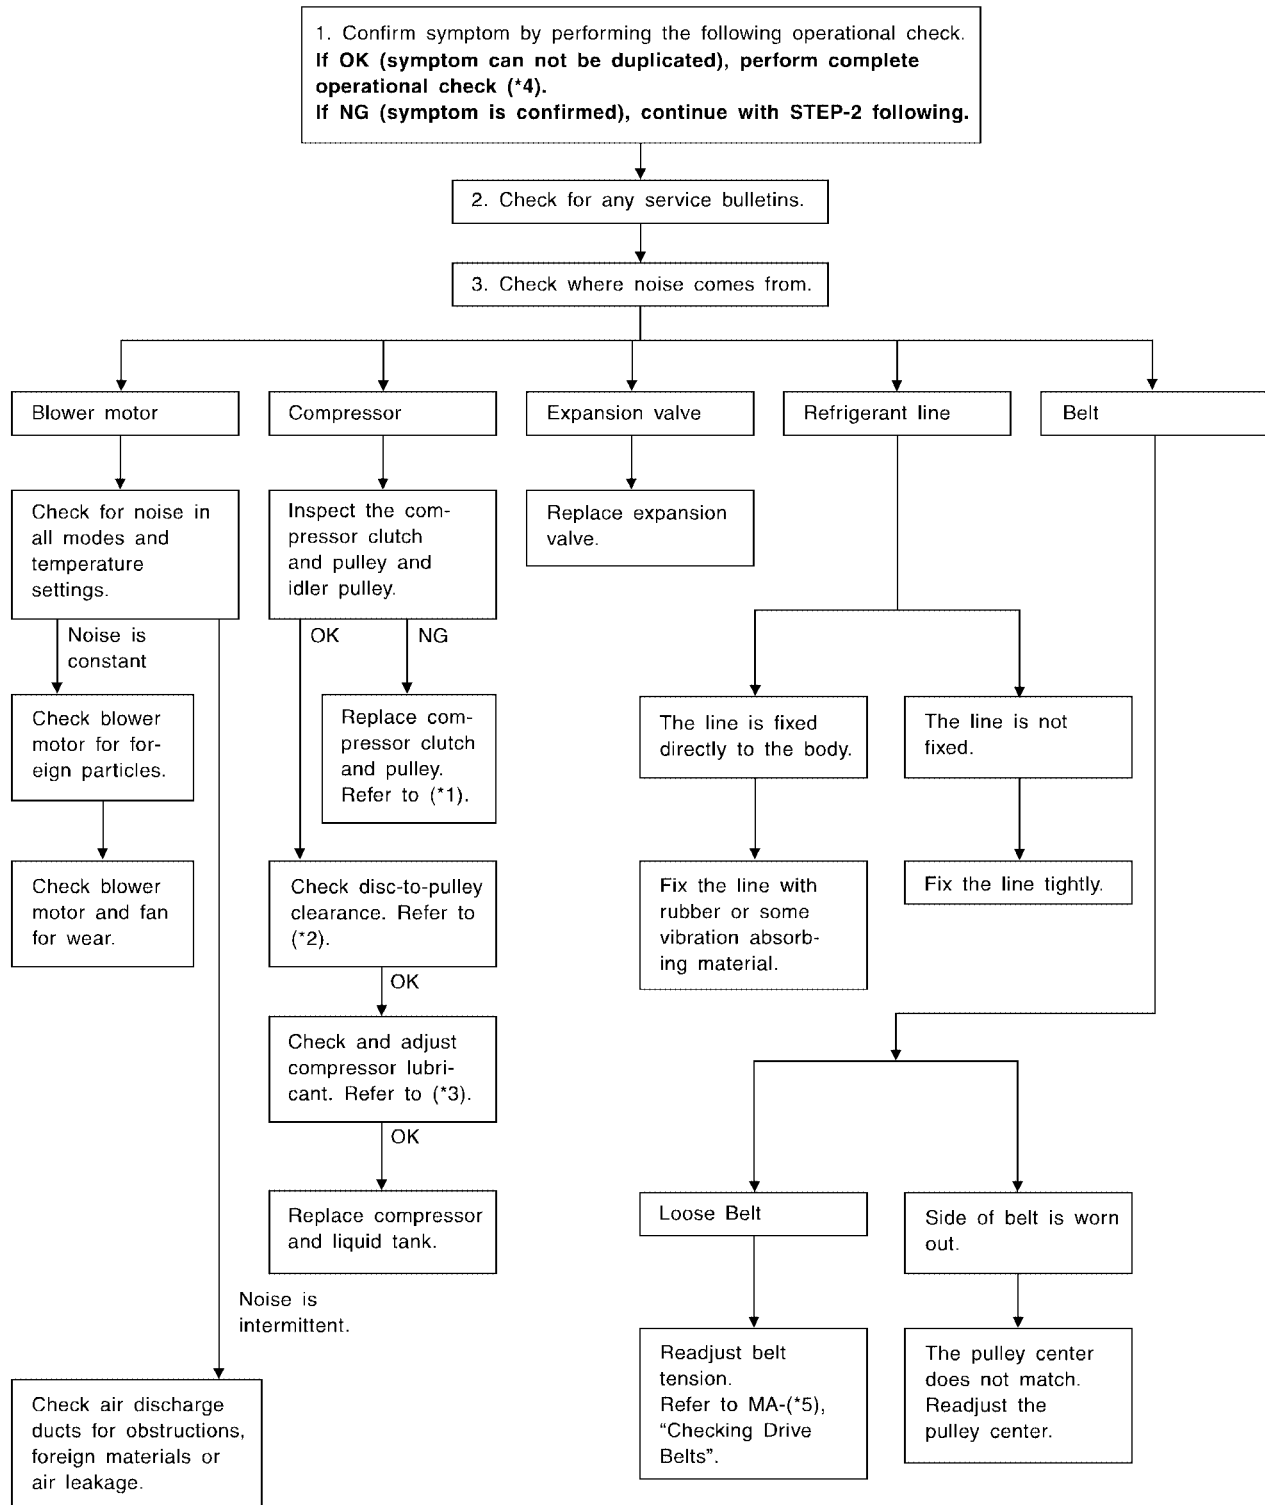 1. Confirm symptom by performing the following operational check.
If OK (symptom can not be duplicated), perform complete
operational check (*4).
If NG (symptom is confirmed), continue with STEP-2 following.
2. Check for any service bulletins.
3. Check where noise comes from.
Blower motor
Compressor
Expansion valve
Refrigerant line
Belt
Check for noise in
all modes and
temperature
settings.
Inspect the com-
pressor clutch
and pulley and
idler pulley.
Replace expansion
valve.
Noise is
constant
OK
NG
Check blower
motor for for-
eign particles.
Replace com-
pressor clutch
and pulley.
Refer to (*1).
The line is fixed
directly to the body.
The line is not
fixed.
Check blower
motor and fan
for wear.
Check disc-to-pulley
clearance. Refer to
(*2).
Fix the line with
rubber or some
vibration absorb-
ing material.
Fix the line tightly.
OK
Check and adjust
compressor lubri-
cant. Refer to (*3).
OK
Replace compressor
and liquid tank.
Loose Belt
Side of belt is worn
out.
Noise is
intermittent.
Check air discharge
ducts for obstructions,
foreign materials or
air leakage.
Readjust belt
tension.
Refer to MA-(*5),
“Checking Drive
Belts”.
The pulley center
does not match.
Readjust the
pulley center.